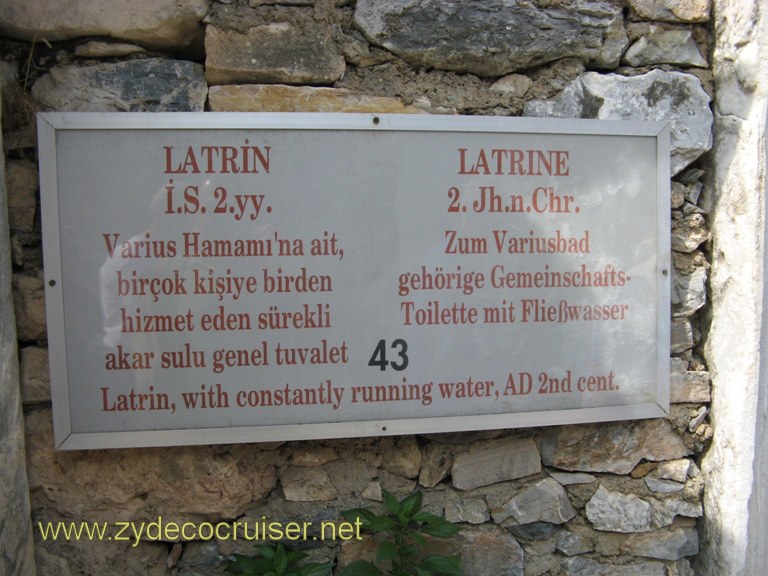 LATRİN
İ.S. 2.yy.
Varius Hamamı'na ait,
birçok kişiye birden
hizmet eden sürekli
akar sulu genel tuvalet
LATRINE
2. Jh.n.Chr.
Zum Variusbad
gehörige Gemeinschafts-
Toilette mit Fließwasser
43
Latrin, with constantly running water, AD 2nd cent.
www.zydecocruiser.net